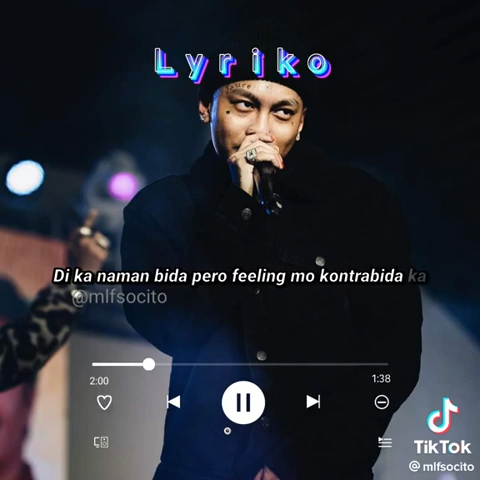 Lyriko
Di ka naman bida pero feeling mo kontrabida ka
@mlfsocito
2:00
1:38
TikTok
@ mlfsocito